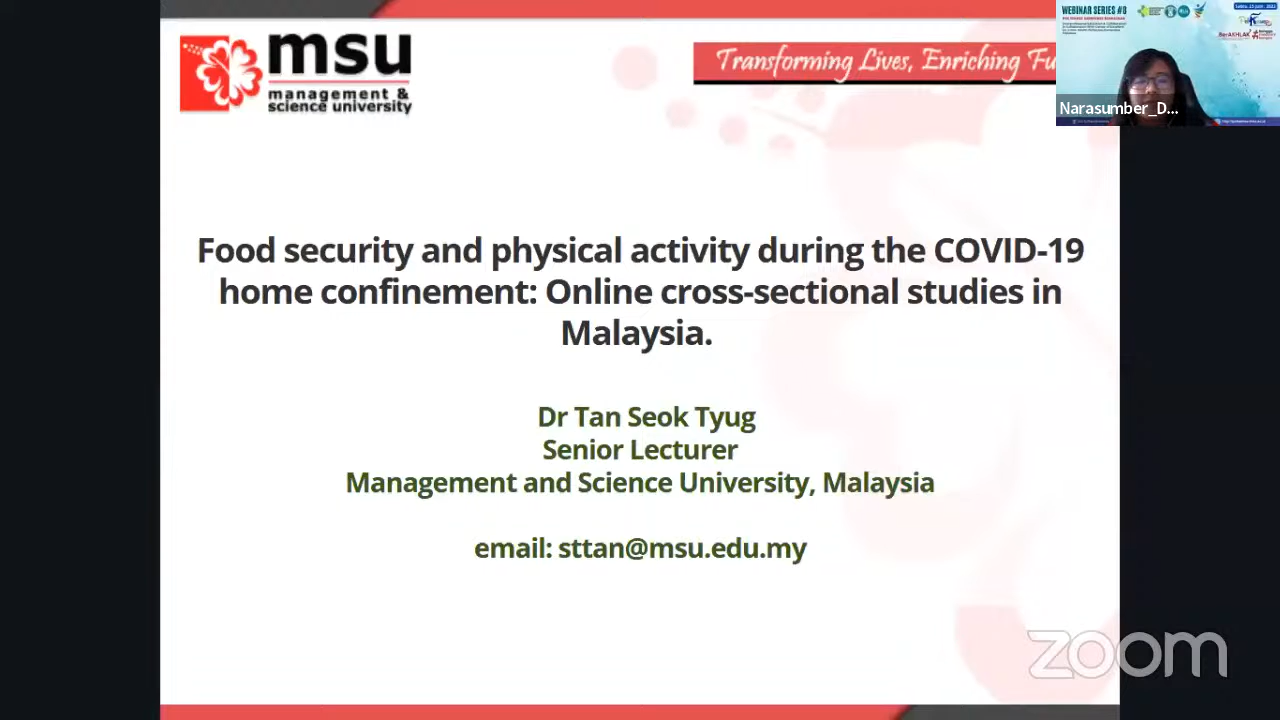 msu
management &
science university
Transforming Lives, Enriching Fu
WEBINAR SERIES #8
BerAKHLAK
Narasumber_D...
Food security and physical activity during the COVID-19
home confinement: Online cross-sectional studies in
Malaysia.
Dr Tan Seok Tyug
Senior Lecturer
Management and Science University, Malaysia
email: sttan@msu.edu.my
zoom